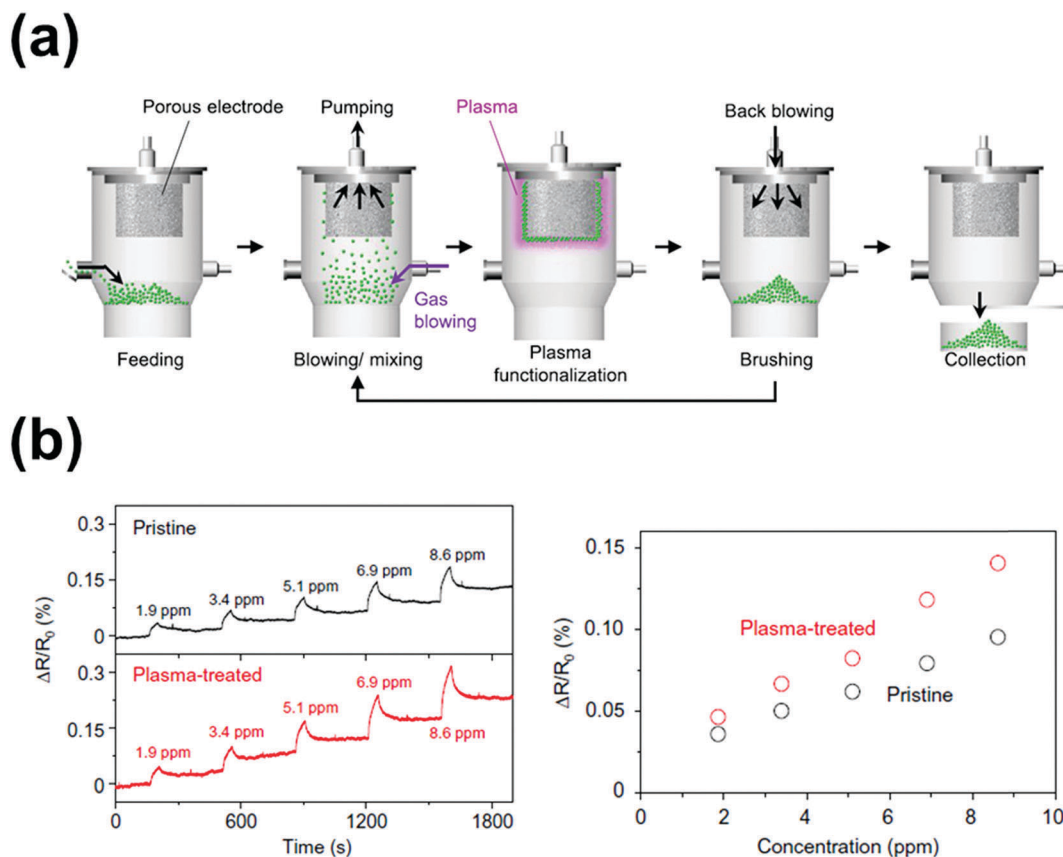 (a)
Porous electrode
Pumping
Plasma
Back blowing
Gas
blowing
Feeding
Blowing/ mixing
Plasma
functionalization
Brushing
Collection
(b)
ΔR/R₀ (%)
0.3
0.15
0
Pristine
1.9 ppm
3.4 ppm
5.1 ppm
6.9 ppm
8.6 ppm
0.3
0.15
0
Plasma-treated
1.9 ppm
3.4 ppm
5.1 ppm
6.9 ppm
8.6 ppm
0
600
1200
1800
Time (s)
ΔR/R₀ (%)
0.15
0.10
0.05
0.00
Plasma-treated
Pristine
0
2
4
6
8
10
Concentration (ppm)